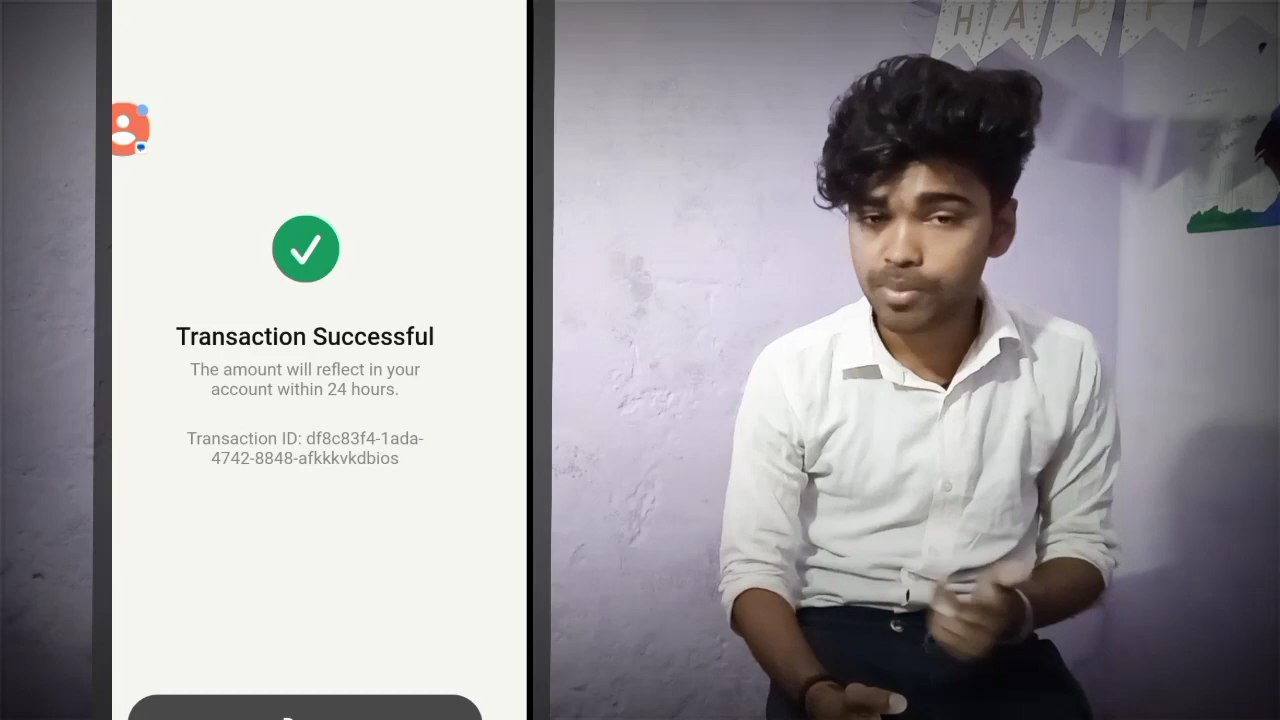 Transaction Successful
The amount will reflect in your
account within 24 hours.
Transaction ID: df8c83f4-1ada-
4742-8848-afkkkvkdbios
HAPP